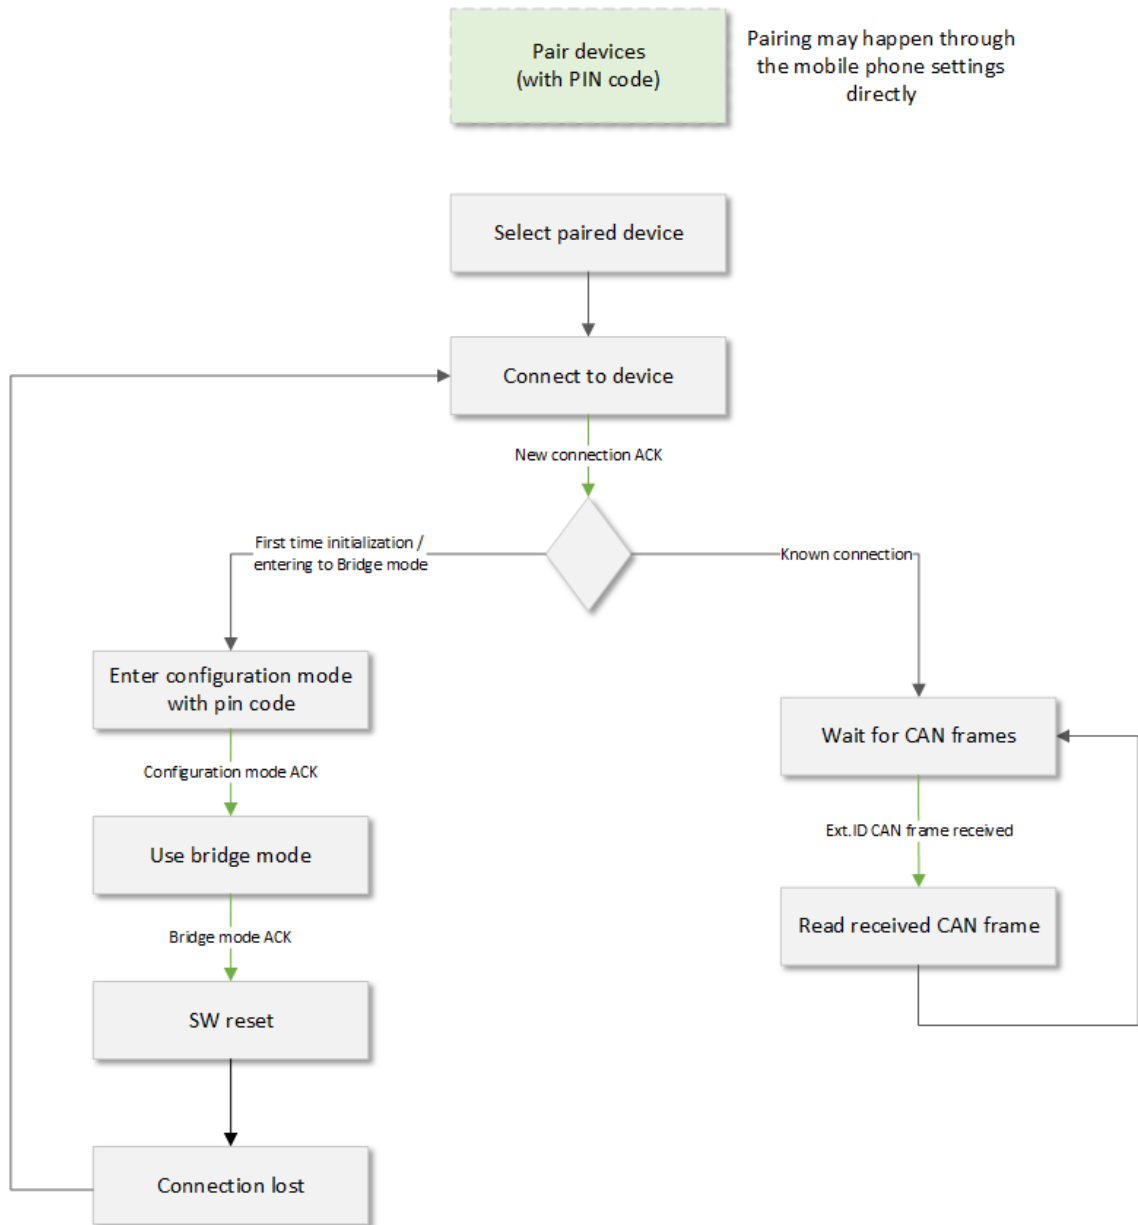 Pair devices
(with PIN code)
Pairing may happen through
the mobile phone settings
directly
Select paired device
Connect to device
New connection ACK
First time initialization /
entering to Bridge mode
Known connection
Enter configuration mode
with pin code
Wait for CAN frames
Configuration mode ACK
Ext.ID CAN frame received
Use bridge mode
Read received CAN frame
Bridge mode ACK
SW reset
Connection lost